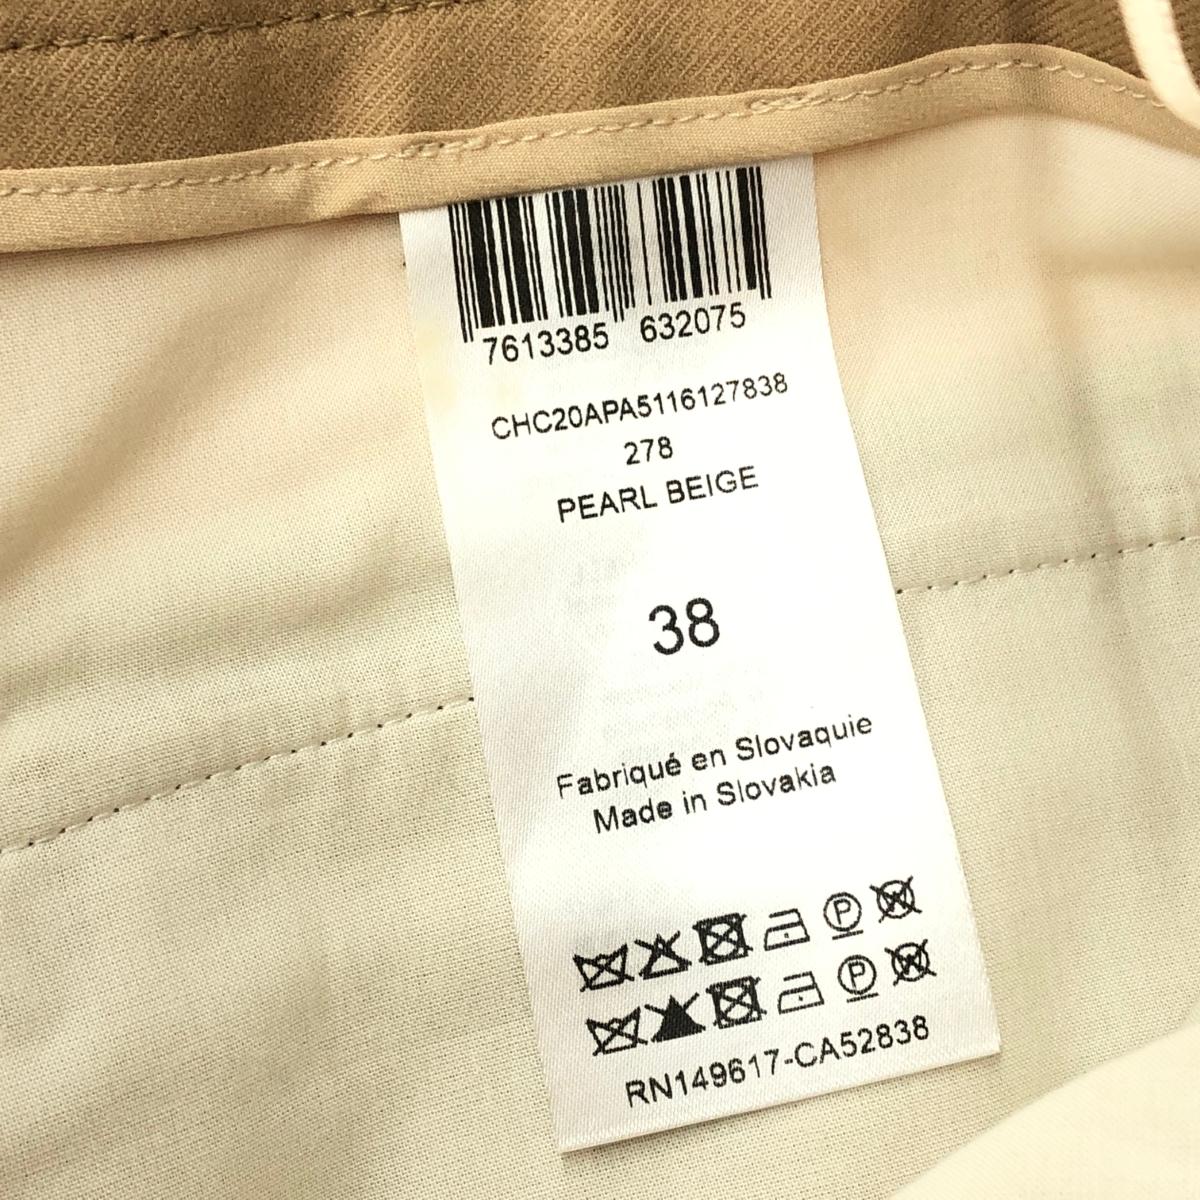 7613385 632075
CHC20APA5116127838
278
PEARL BEIGE
38
Fabriqué en Slovaquie
Made in Slovakia
P
P
RN149617-CA52838